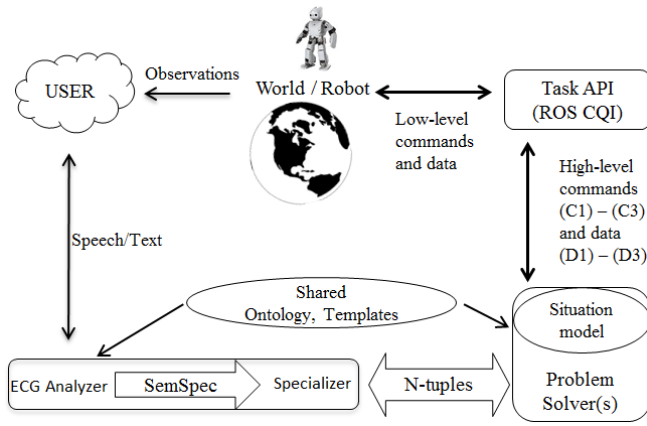 USER
Observations
World / Robot
Task API
(ROS CQI)
Low-level
commands
and data
High-level
commands
(C1) – (C3)
and data
(D1) – (D3)
Speech/Text
Shared
Ontology, Templates
Situation
model
ECG Analyzer
SemSpec
Specializer
N-tuples
Problem
Solver(s)